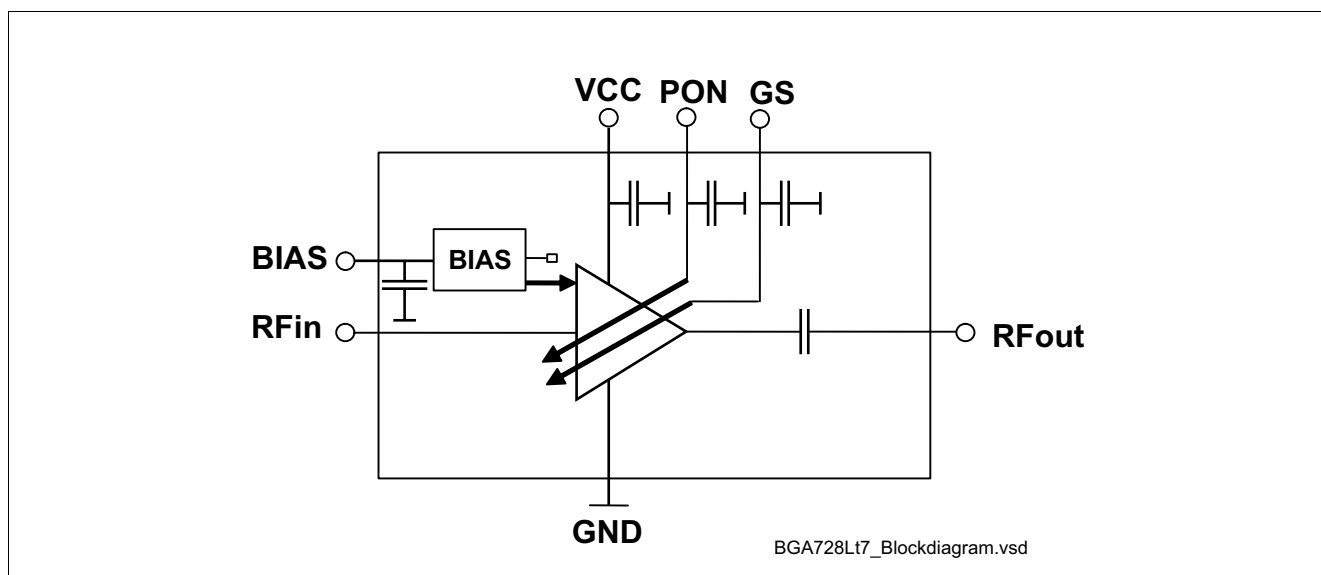 VCC PON GS
BIAS
BIAS
RFin
RFout
GND
BGA728Lt7_Blockdiagram.vsd